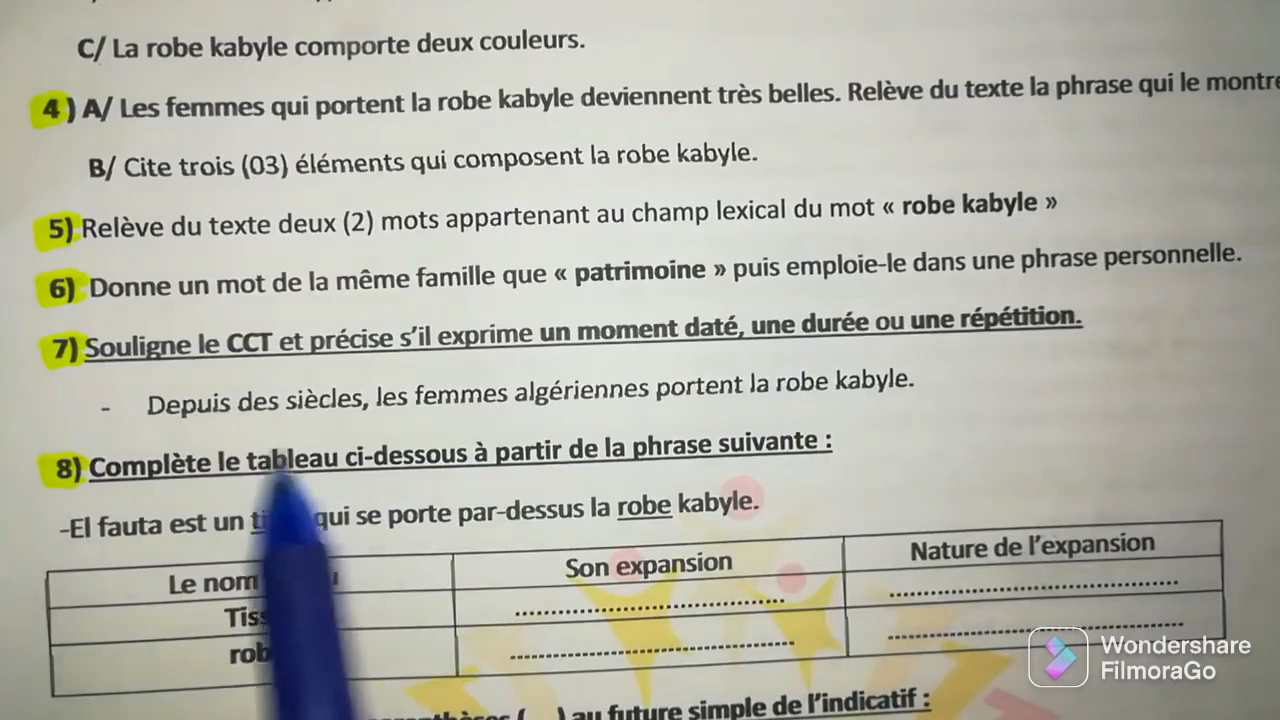 C/ La robe kabyle comporte deux couleurs.
4) A/ Les femmes qui portent la robe kabyle deviennent très belles. Relève du texte la phrase qui le montre
B/ Cite trois (03) éléments qui composent la robe kabyle.
5) Relève du texte deux (2) mots appartenant au champ lexical du mot « robe kabyle »
6) Donne un mot de la même famille que « patrimoine » puis emploie-le dans une phrase personnelle.
7) Souligne le CCT et précise s'il exprime un moment daté, une durée ou une répétition.
- Depuis des siècles, les femmes algériennes portent la robe kabyle.
8) Complète le tableau ci-dessous à partir de la phrase suivante :
-El fauta est un qui se porte par-dessus la robe kabyle.
Le nom Son expansion Nature de l'expansion
Tiss ........................................ ........................................
rob ........................................ ........................................
) au future simple de l'indicatif :
Wondershare
FilmoraGo